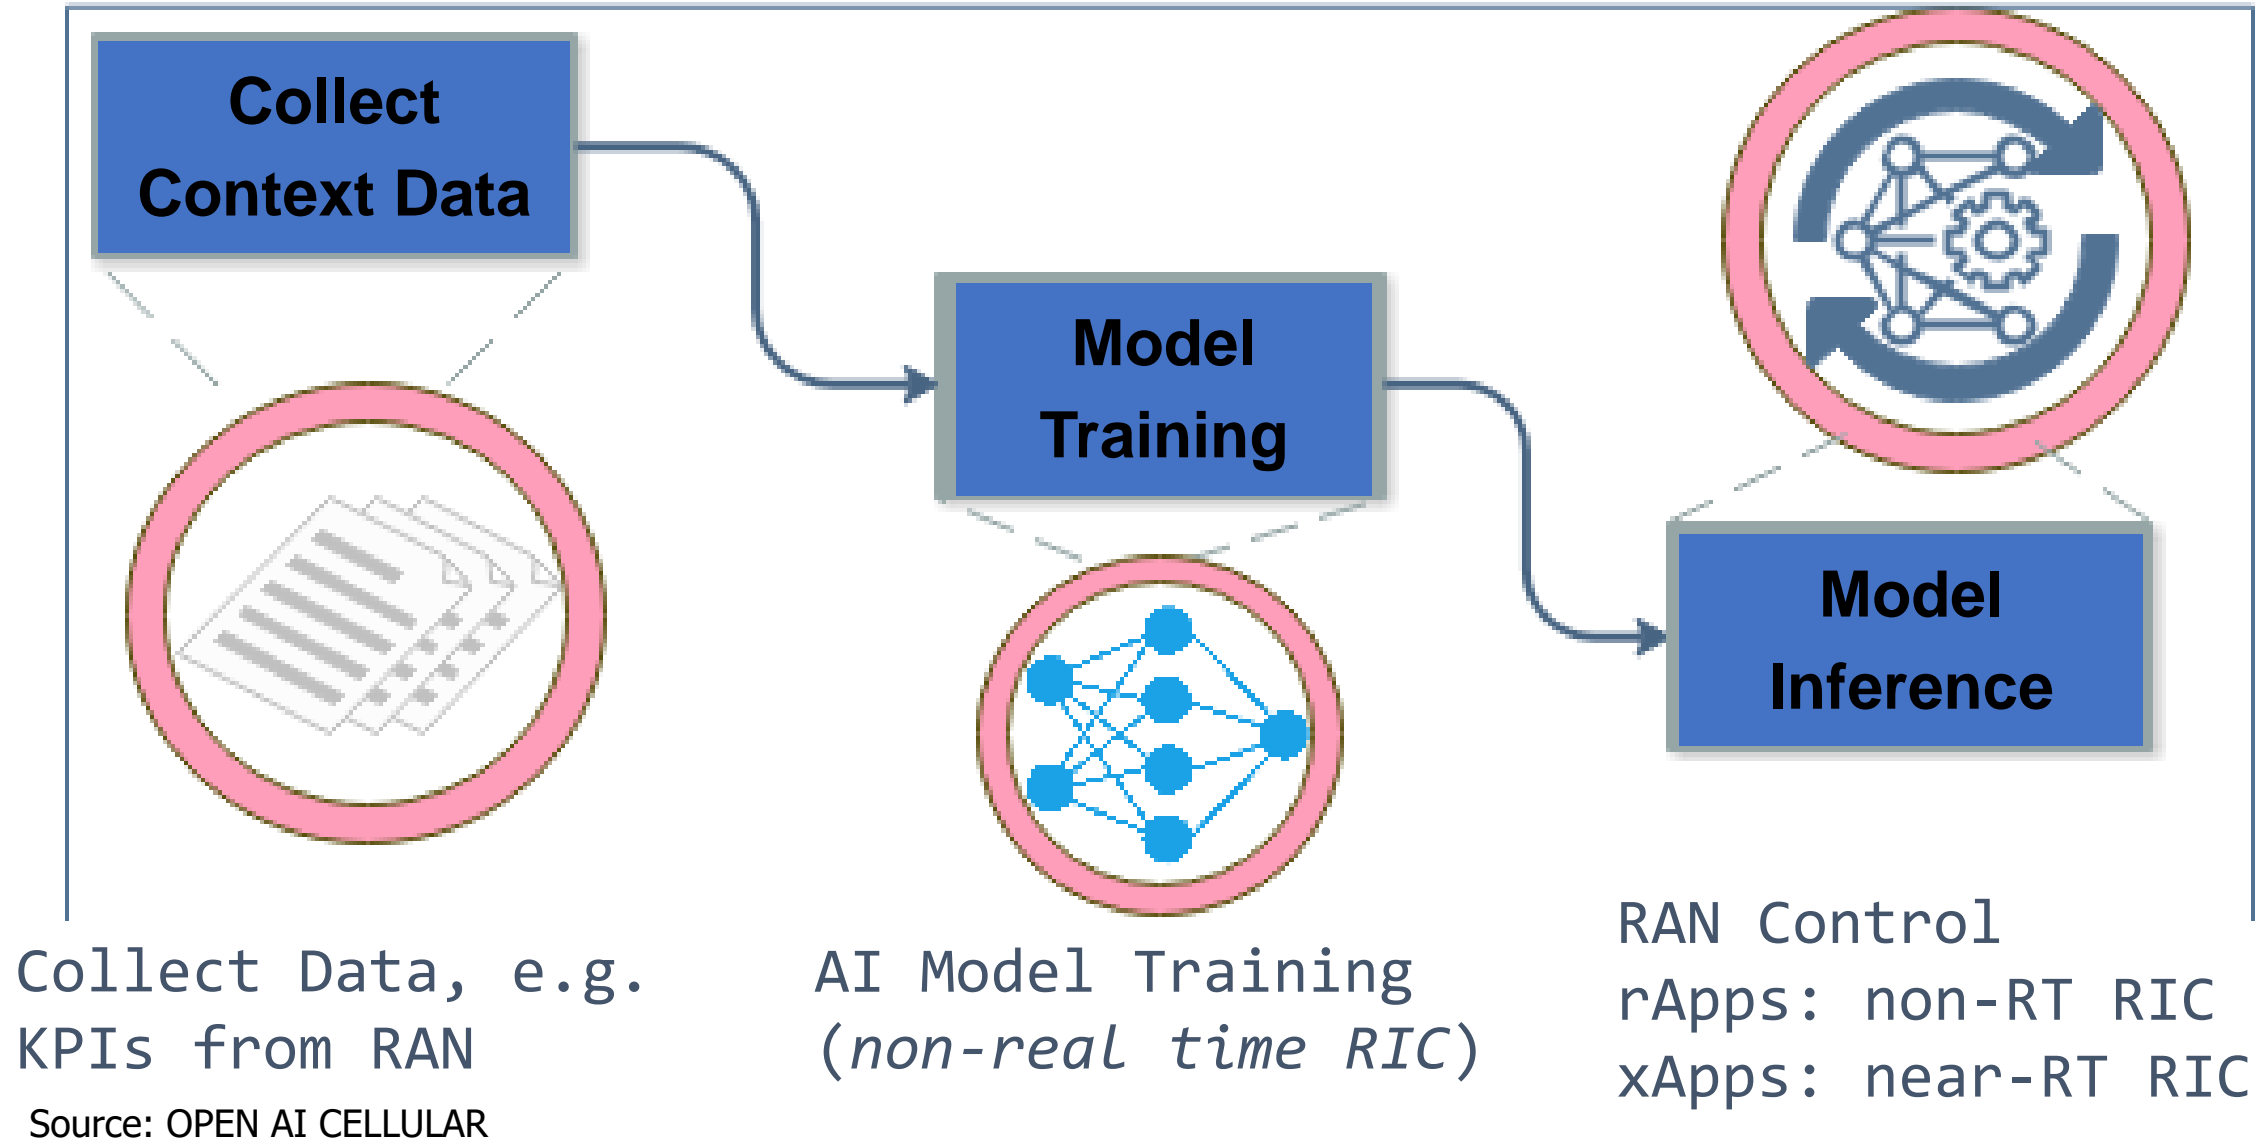 Collect
Context Data
Model
Training
Model
Inference
Collect Data, e.g.
KPIs from RAN
AI Model Training
(non-real time RIC)
RAN Control
rApps: non-RT RIC
xApps: near-RT RIC
Source: OPEN AI CELLULAR